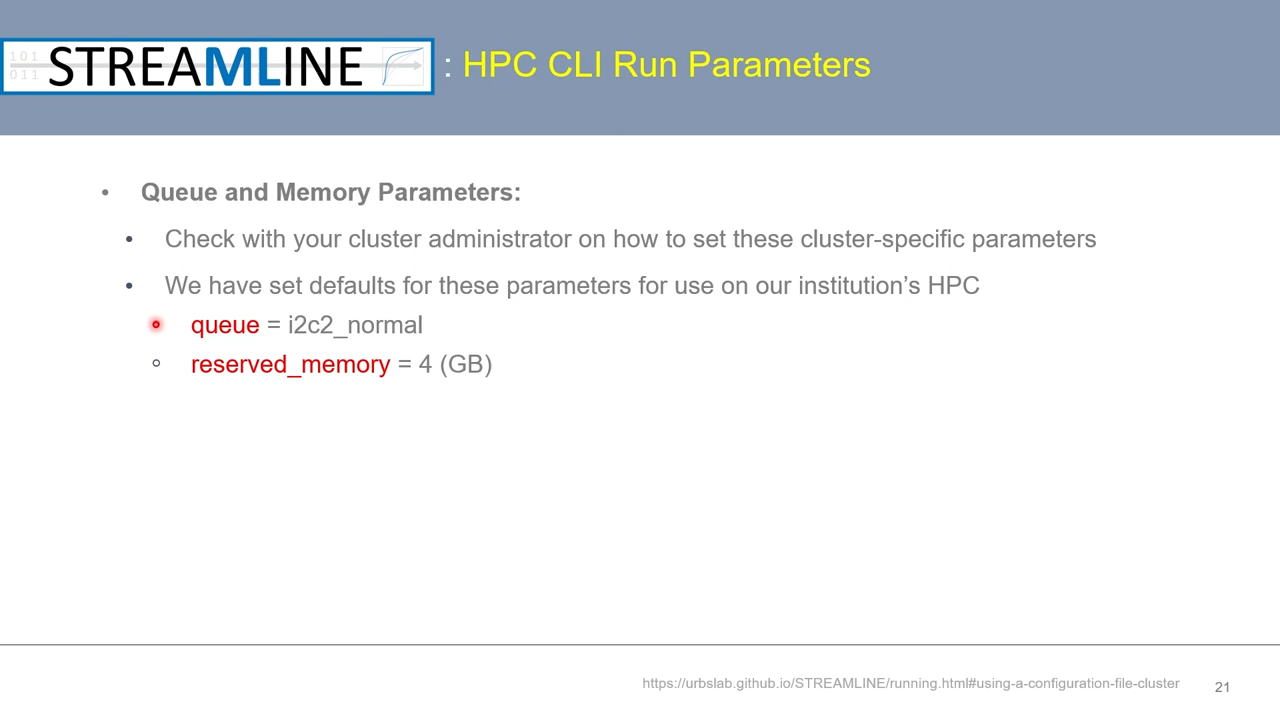 101
011
STREAMLINE : HPC CLI Run Parameters
• Queue and Memory Parameters:
• Check with your cluster administrator on how to set these cluster-specific parameters
• We have set defaults for these parameters for use on our institution’s HPC
queue = i2c2_normal
reserved_memory = 4 (GB)
https://urbslab.github.io/STREAMLINE/running.html#using-a-configuration-file-cluster
21